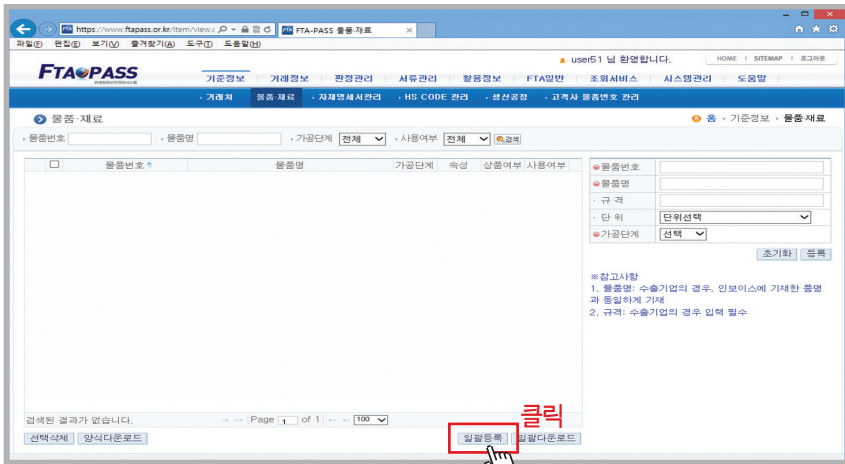 https://www.ftapass.or.kr/item/view.c
FTA-PASS 물품·재료
파일(F) 편집(E) 보기(V) 즐겨찾기(A) 도구(T) 도움말(H)
user51 님 환영합니다. HOME | SITEMAP | 로그아웃
FTA PASS
기준정보 거래정보 판정관리 서류관리 활용정보 FTA일반 조회서비스 시스템관리 도움말
거래처 물품·재료 자재명세서관리 HS CODE 관리 생산공정 고객사 물품번호 관리
물품·재료 홈 기준정보 물품·재료
물품번호 물품명 가공단계 전체 사용여부 전체 검색
물품번호 물품명 가공단계 속성 상품여부 사용여부
물품번호
물품명
규 격
단 위 단위선택
가공단계 선택
초기화 등록
※참고사항
1. 물품명: 수출기업의 경우, 인보이스에 기재한 품명
과 동일하게 기재
2. 규격: 수출기업의 경우 입력 필수
클릭
검색된 결과가 없습니다. Page 1 of 1 100
선택삭제 양식다운로드 일괄등록 일괄다운로드